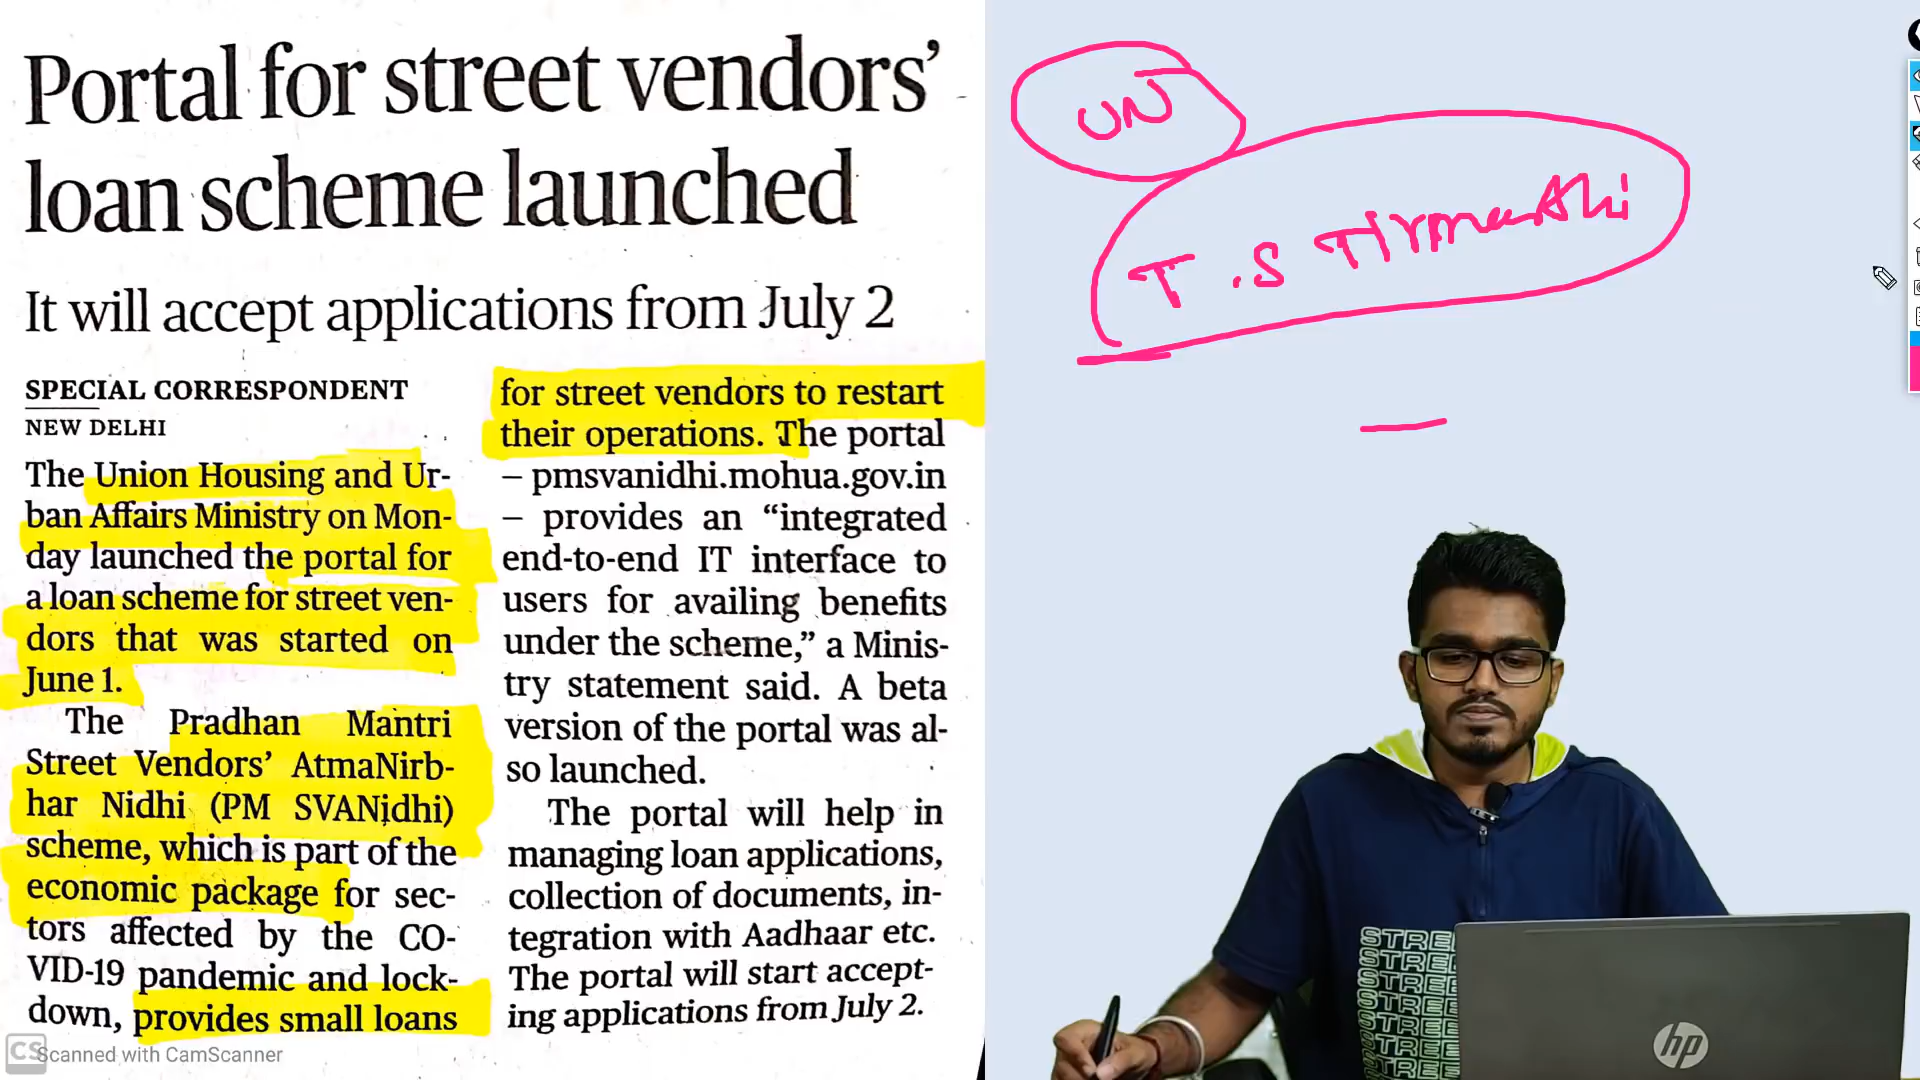 Portal for street vendors’
loan scheme launched
It will accept applications from July 2
SPECIAL CORRESPONDENT
NEW DELHI
The Union Housing and Ur-
ban Affairs Ministry on Mon-
day launched the portal for
a loan scheme for street ven-
dors that was started on
June 1.
The Pradhan Mantri
Street Vendors’ AtmaNirb-
har Nidhi (PM SVANidhi)
scheme, which is part of the
economic package for sec-
tors affected by the CO-
VID-19 pandemic and lock-
down, provides small loans
for street vendors to restart
their operations. The portal
– pmsvanidhi.mohua.gov.in
– provides an “integrated
end-to-end IT interface to
users for availing benefits
under the scheme,” a Minis-
try statement said. A beta
version of the portal was al-
so launched.
The portal will help in
managing loan applications,
collection of documents, in-
tegration with Aadhaar etc.
The portal will start accept-
ing applications from July 2.
CS Scanned with CamScanner
UN
T.S
STREE
STREE
STREE
STREE
STREE
STREE
STREE
hp